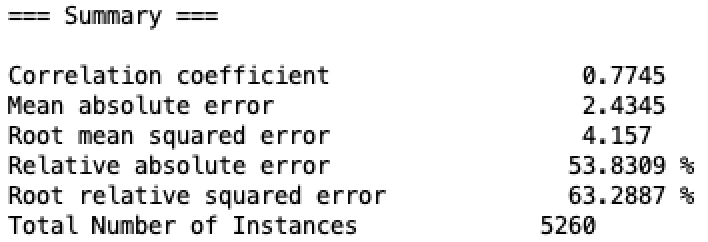 === Summary ===
Correlation coefficient 0.7745
Mean absolute error 2.4345
Root mean squared error 4.157
Relative absolute error 53.8309 %
Root relative squared error 63.2887 %
Total Number of Instances 5260